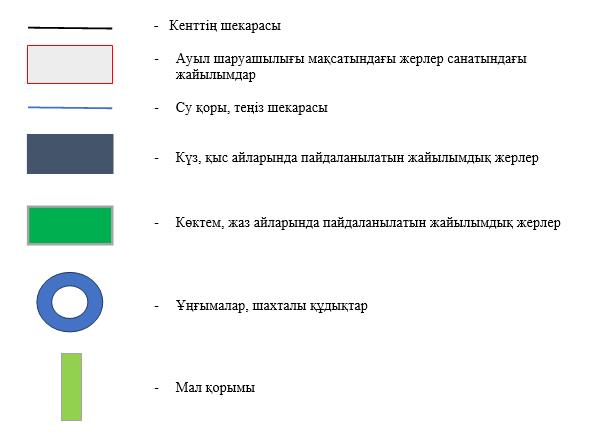 - Кенттің шекарасы
- Ауыл шаруашылығы мақсатындағы жерлер санатындағы
жайылымдар
- Су қоры, теңіз шекарасы
- Күз, қыс айларында пайдаланылатын жайылымдық жерлер
- Көктем, жаз айларында пайдаланылатын жайылымдық жерлер
- Ұңғымалар, шахталы құдықтар
- Мал қорымы